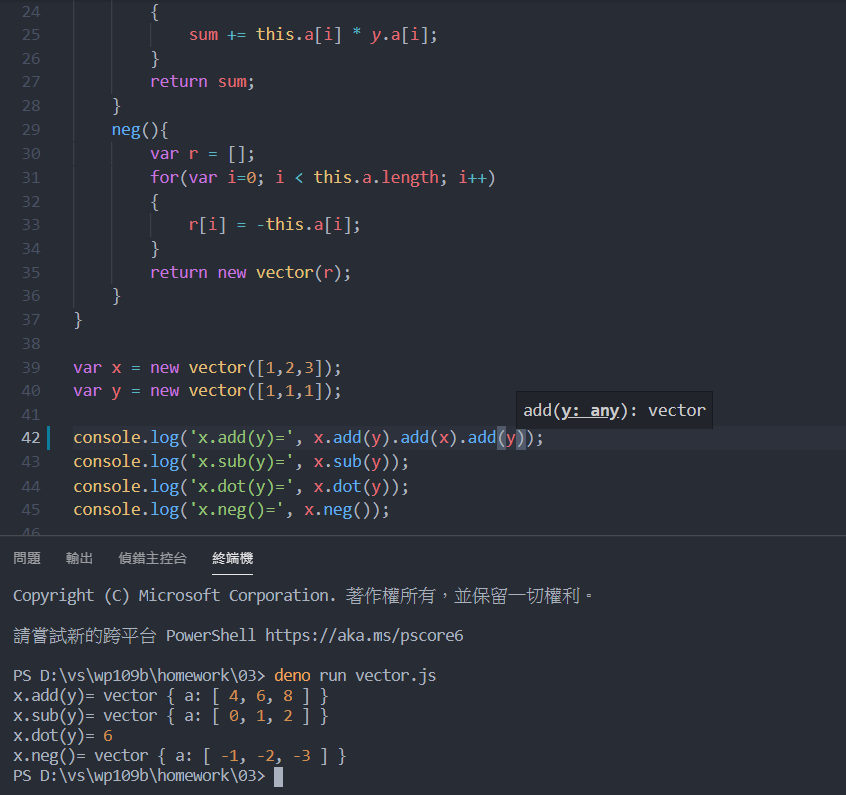 24 {
25 sum += this.a[i] * y.a[i];
26 }
27 return sum;
28 }
29 neg(){
30 var r = [];
31 for(var i=0; i < this.a.length; i++)
32 {
33 r[i] = -this.a[i];
34 }
35 return new vector(r);
36 }
37 }
38
39 var x = new vector([1,2,3]);
40 var y = new vector([1,1,1]);
41
add(y: any): vector
42 console.log('x.add(y)=', x.add(y).add(x).add(y));
43 console.log('x.sub(y)=', x.sub(y));
44 console.log('x.dot(y)=', x.dot(y));
45 console.log('x.neg()=', x.neg());
46
問題 輸出 偵錯主控台 終端機
Copyright (C) Microsoft Corporation. 著作權所有，並保留一切權利。
請嘗試新的跨平台 PowerShell https://aka.ms/pscore6
PS D:\vs\wp109b\homework\03> deno run vector.js
x.add(y)= vector { a: [ 4, 6, 8 ] }
x.sub(y)= vector { a: [ 0, 1, 2 ] }
x.dot(y)= 6
x.neg()= vector { a: [ -1, -2, -3 ] }
PS D:\vs\wp109b\homework\03>